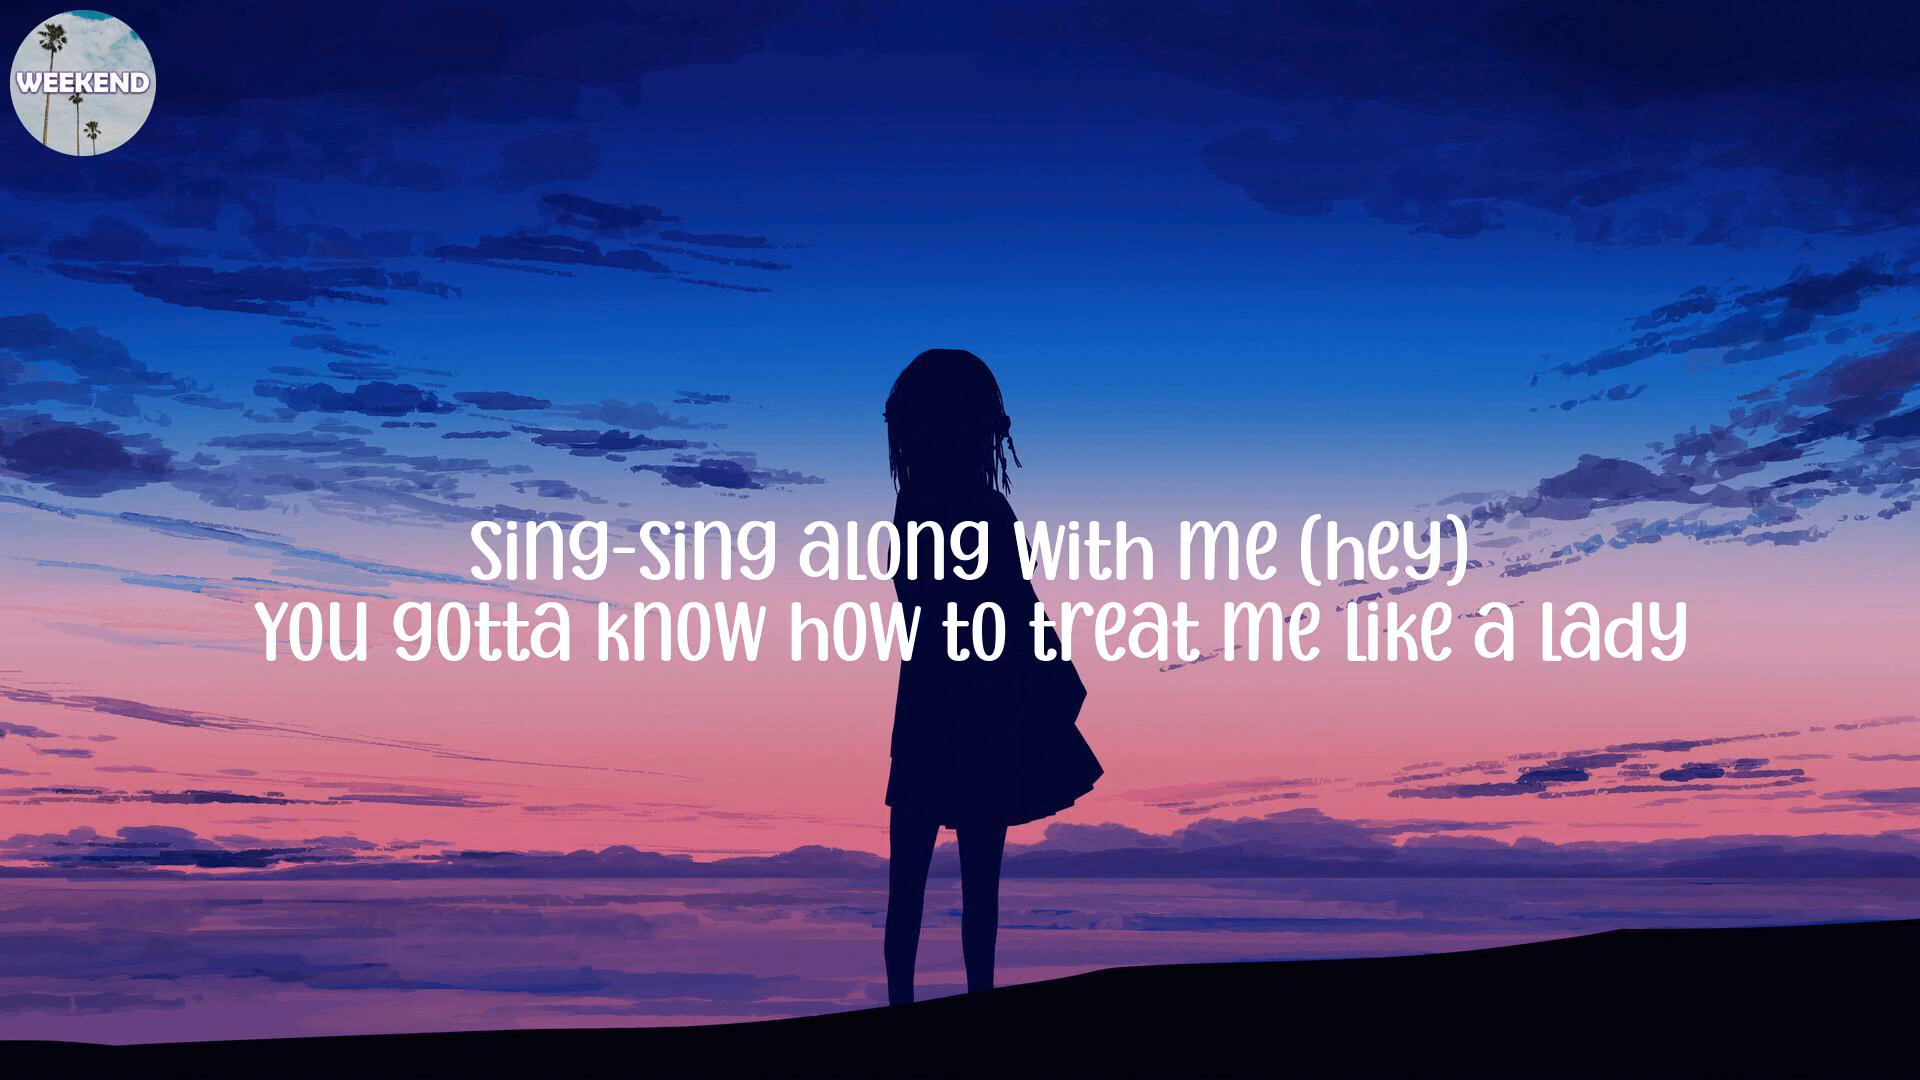 WEEKEND
Sing-sing along with me (hey)
You gotta know how to treat me like a lady